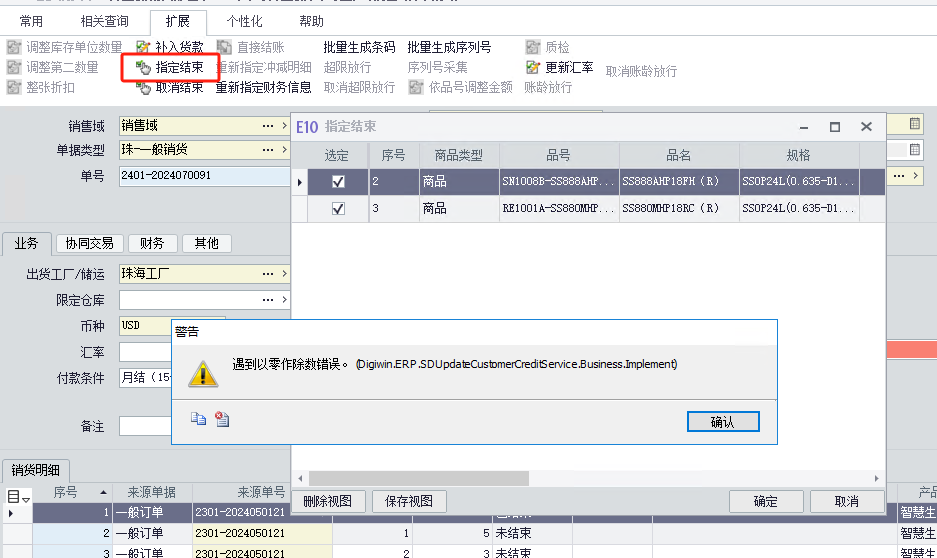 常用 相关查询 扩展 个性化 帮助
调整库存单位数量 补入货款 直接结账 批量生成条码 批量生成序列号 质检
调整第二数量 指定结束 重新指定冲减明细 超限放行 序列号采集 更新汇率 取消账龄放行
整张折扣 取消结束 重新指定财务信息 取消超限放行 依品号调整金额 账龄放行
销售域 销售域 ··· >
单据类型 珠-一般销货 ··· >
单号 2401-2024070091
E10 指定结束
选定 序号 商品类型 品号 品名 规格
2 商品 SN1008B-SS888AHP... SS888AHP18FH (R) SSOP24L(0.635-D1...
3 商品 RE1001A-SS880MHP... SS880MHP18RC (R) SSOP24L(0.635-D1...
··· >
业务 协同交易 财务 其他
出货工厂/储运 珠海工厂 ··· >
限定仓库 ··· >
币种 USD
汇率
付款条件 月结（15
备注
警告
遇到以零作除数错误。 (Digiwin.ERP.SDUpdateCustomerCreditService.Business.Implement)
确认
删除视图 保存视图 确定 取消
销货明细
序号 来源单据 来源单号
1 一般订单 2301-2024050121 智慧生
2 一般订单 2301-2024050121 1 5 未结束 智慧生
3 一般订单 2301-2024050121 2 3 未结束 智慧生